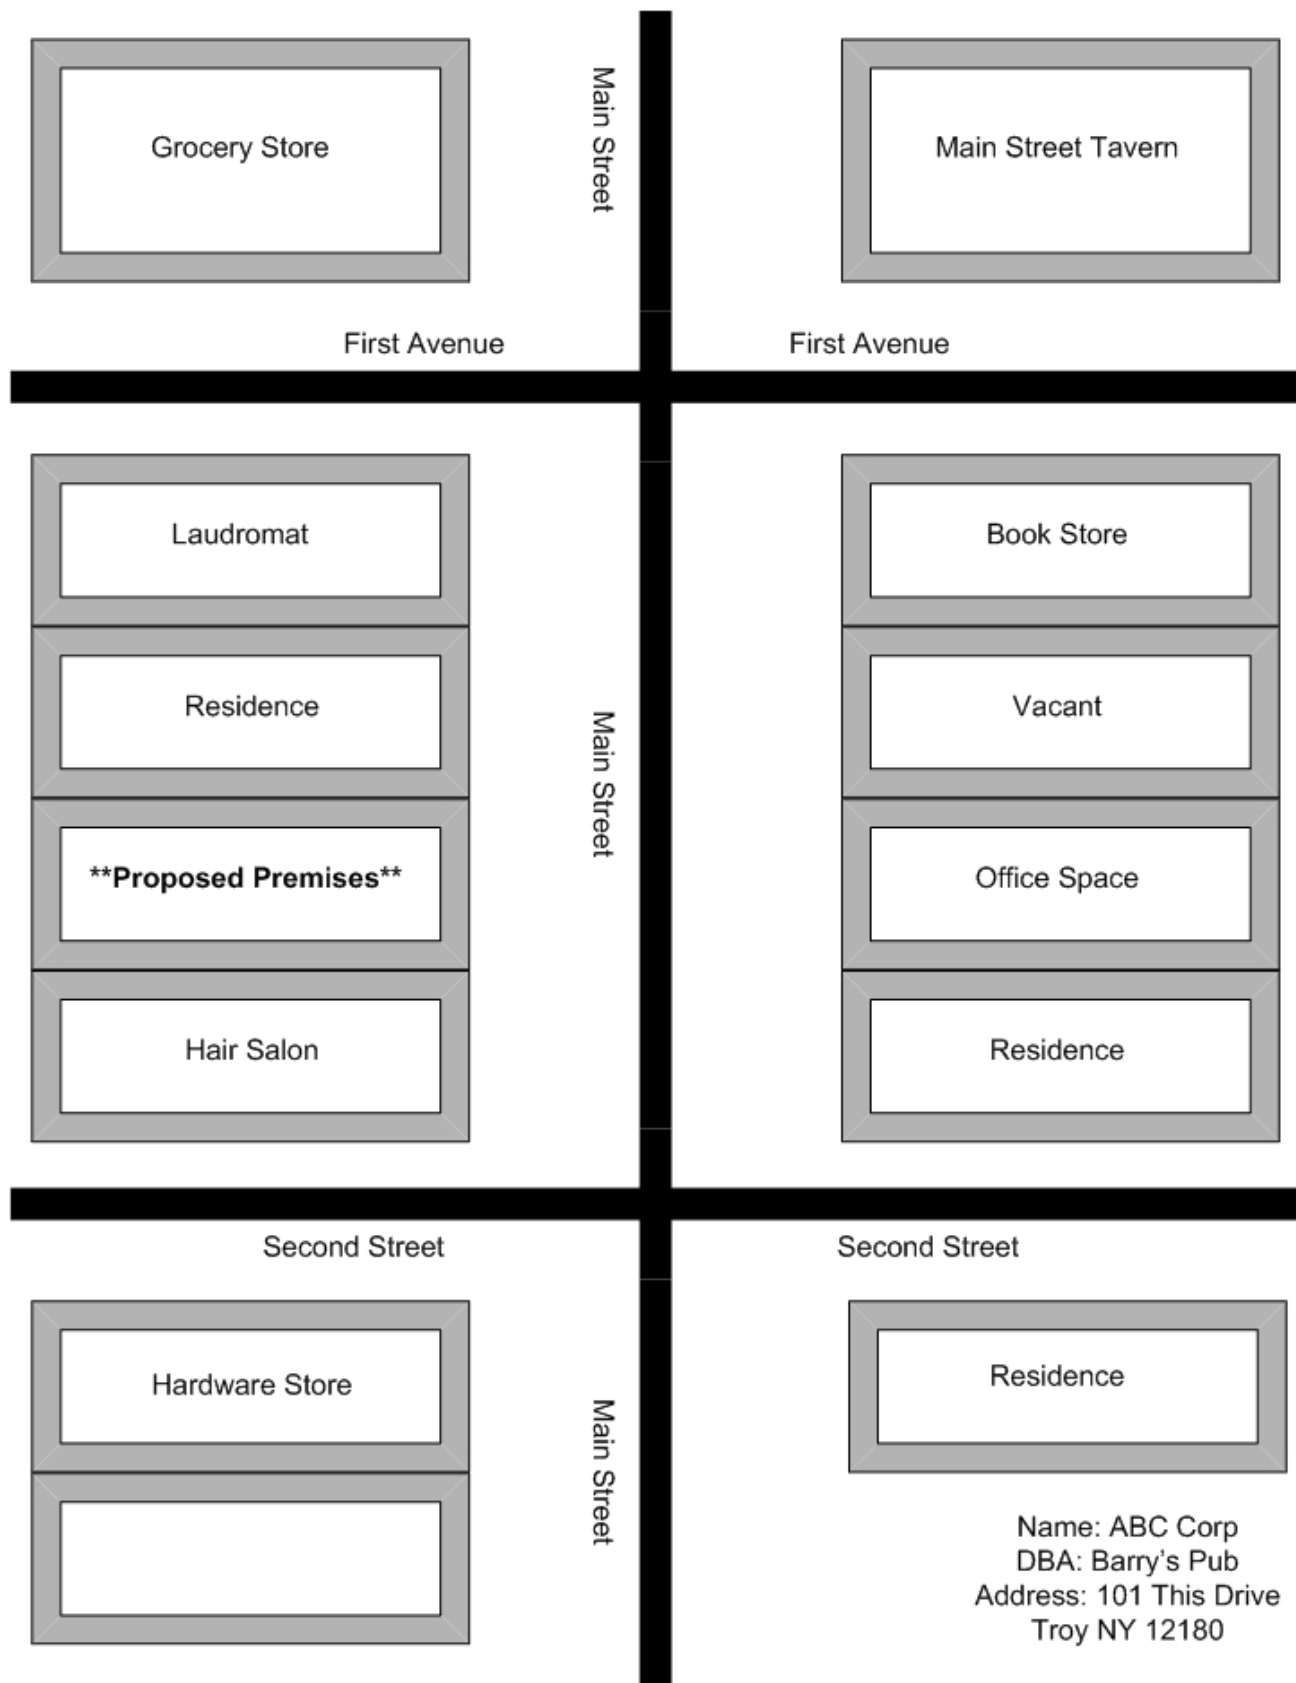 Grocery Store
Main Street
Main Street Tavern
First Avenue
First Avenue
Laudromat
Book Store
Residence
Vacant
Main Street
**Proposed Premises**
Office Space
Hair Salon
Residence
Second Street
Second Street
Hardware Store
Residence
Main Street
Name: ABC Corp
DBA: Barry’s Pub
Address: 101 This Drive
Troy NY 12180